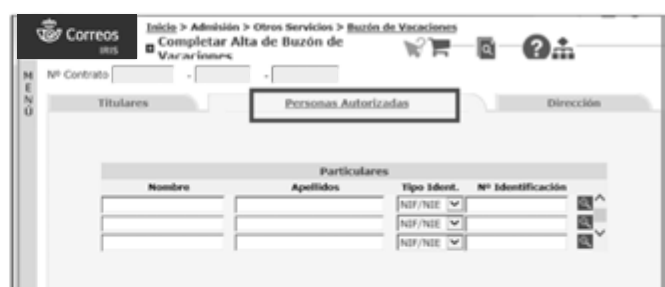 Correos
IRIS
Inicio > Admisión > Otros Servicios > Buzón de Vacaciones
Completar Alta de Buzón de
Vacaciones
MENÚ
Nº Contrato - -
Titulares Personas Autorizadas Dirección
Particulares
Nombre Apellidos Tipo Ident. Nº Identificación
NIF/NIE
NIF/NIE
NIF/NIE